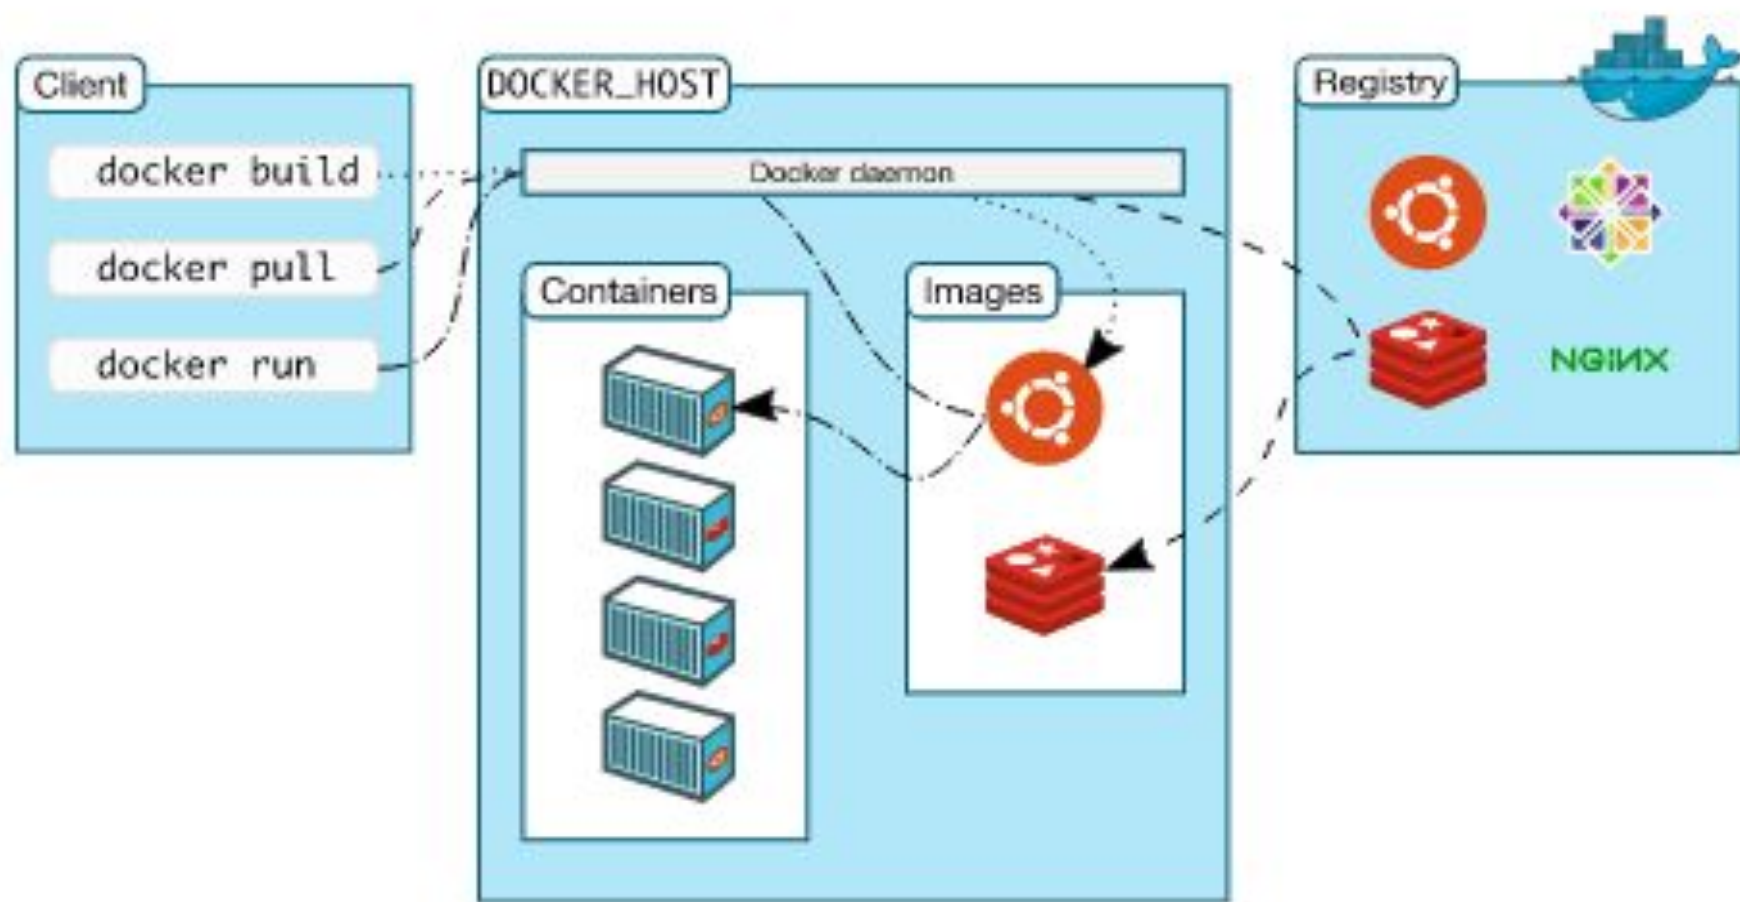 Client
docker build
docker pull
docker run
DOCKER_HOST
Docker daemon
Containers
Images
Registry
NGiNX